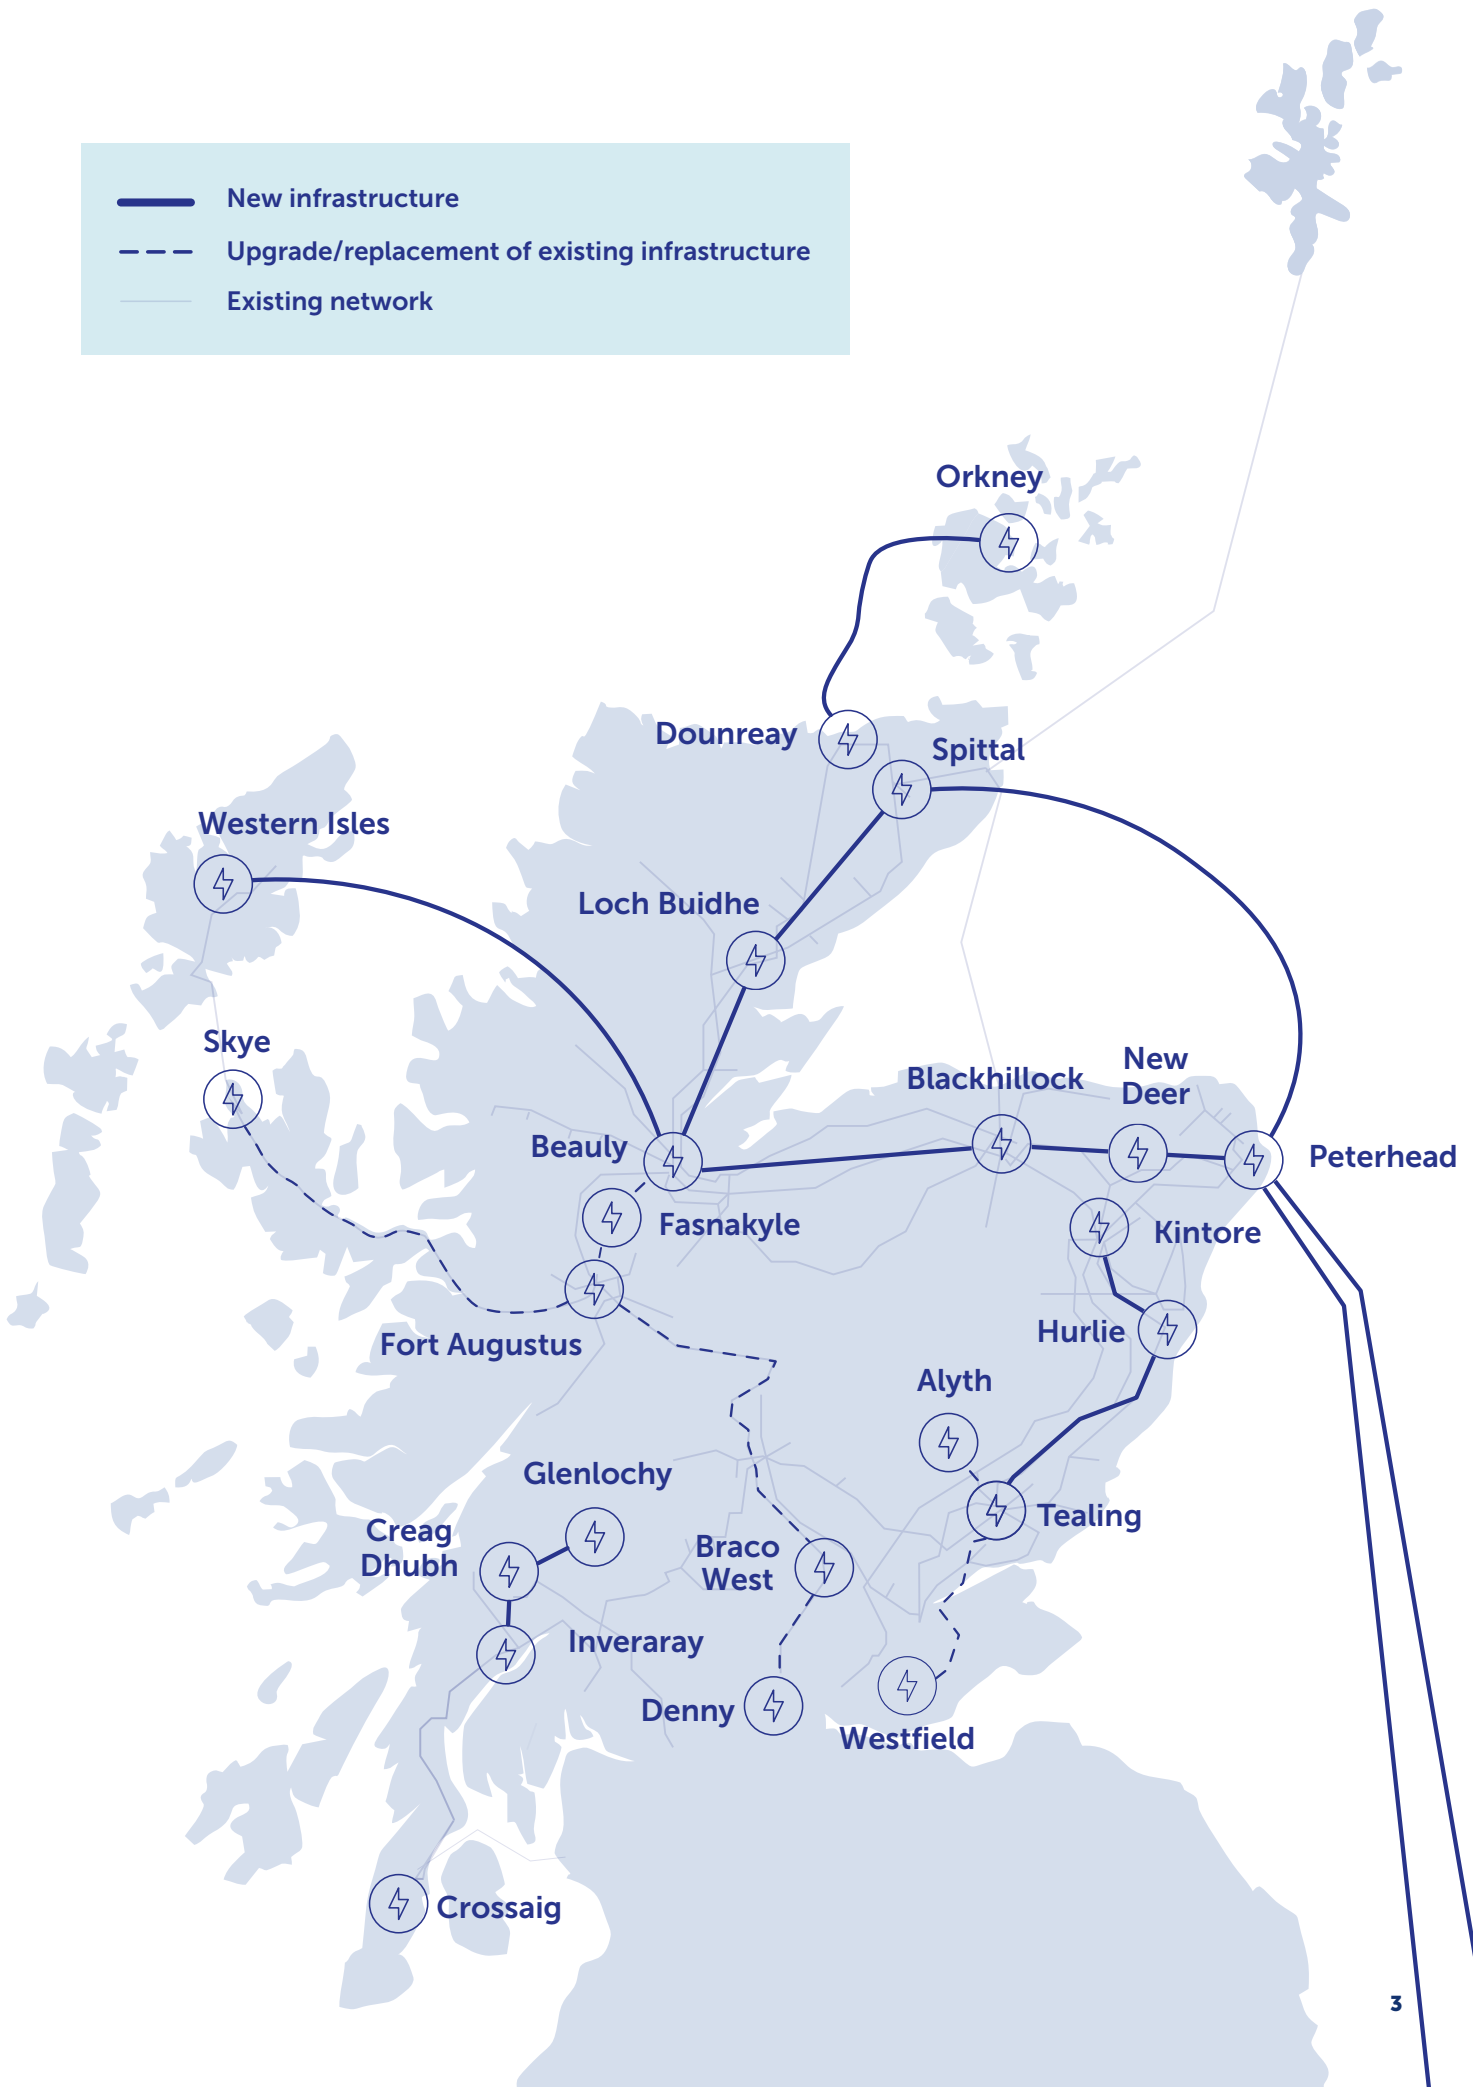 New infrastructure
Upgrade/replacement of existing infrastructure
Existing network
Orkney
Dounreay
Spittal
Western Isles
Loch Buidhe
Skye
Blackhillock
New
Deer
Beauly
Peterhead
Fasnakyle
Kintore
Fort Augustus
Hurlie
Alyth
Glenlochy
Tealing
Creag
Dhubh
Braco
West
Inveraray
Denny
Westfield
Crossaig
3